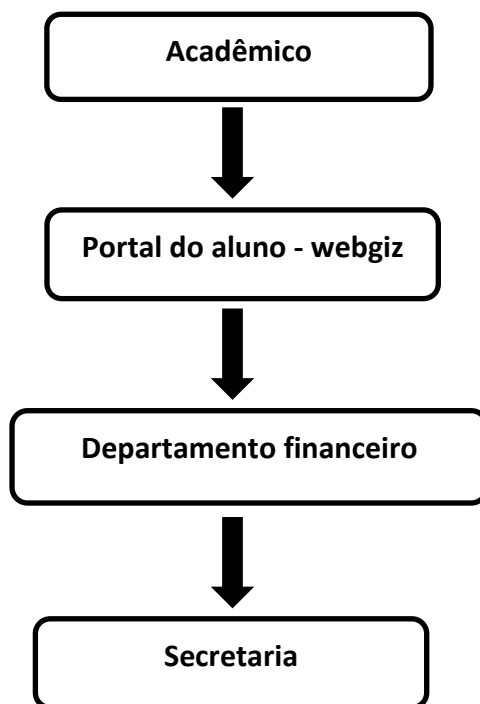 Acadêmico
Portal do aluno - webgiz
Departamento financeiro
Secretaria